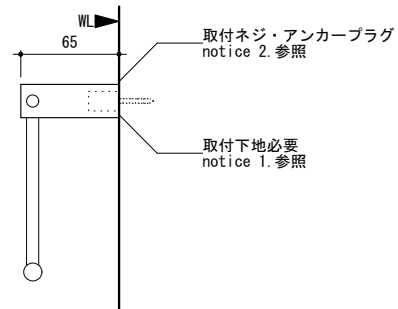 WL
65
取付ネジ・アンカープラグ
notice 2.参照
取付下地必要
notice 1.参照